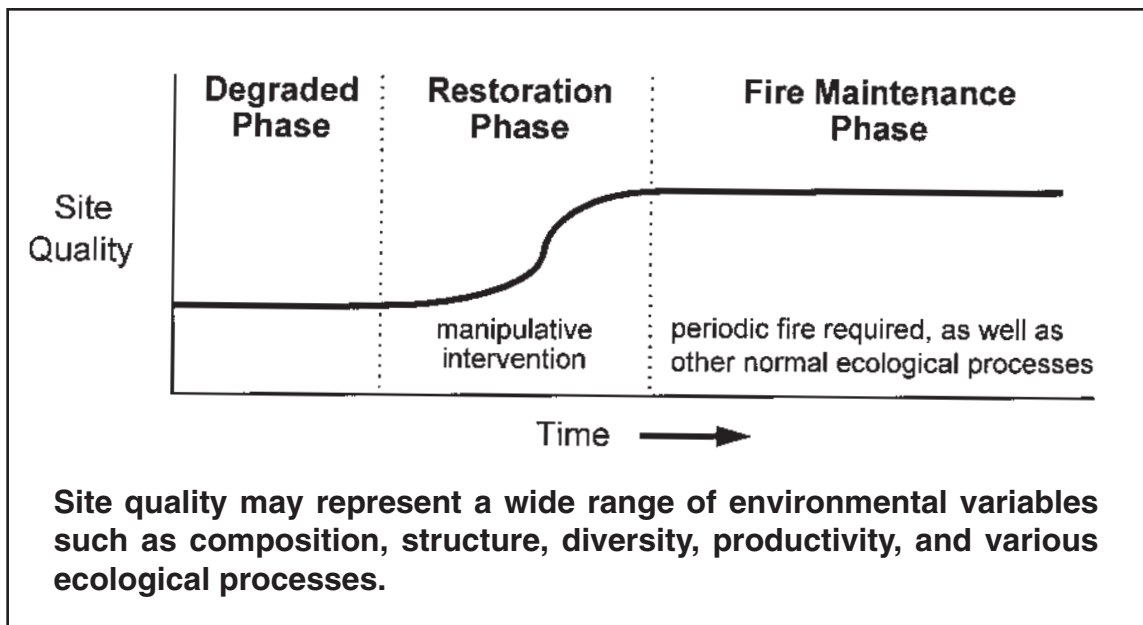 Degraded
Phase
Restoration
Phase
Fire Maintenance
Phase
Site
Quality
manipulative
intervention
periodic fire required, as well as
other normal ecological processes
Time
Site quality may represent a wide range of environmental variables
such as composition, structure, diversity, productivity, and various
ecological processes.